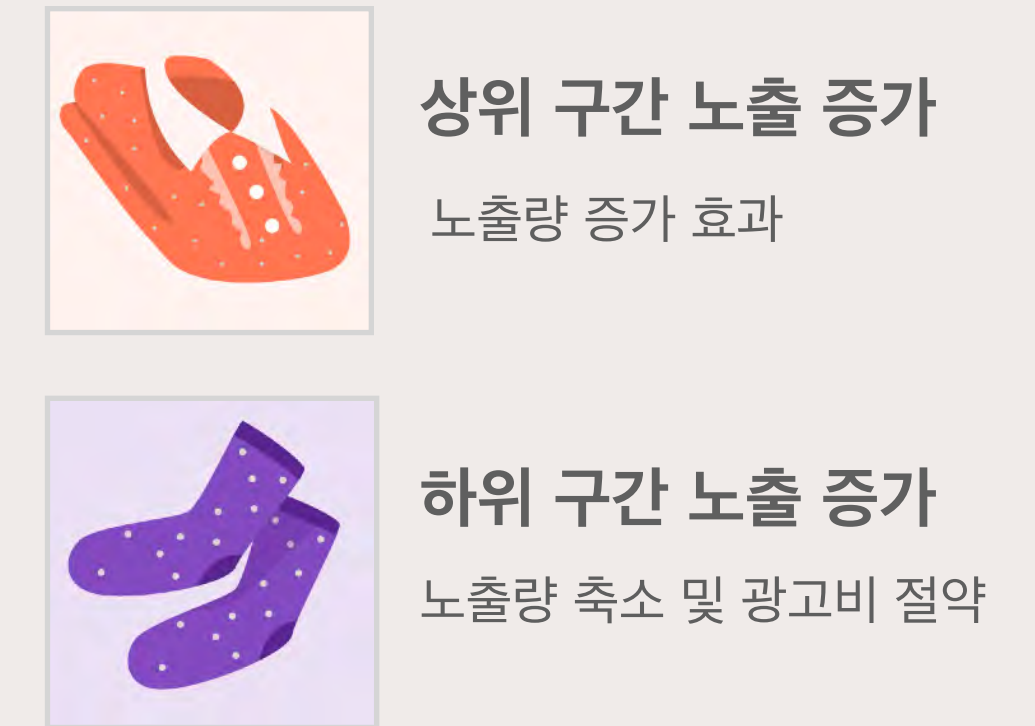 상위 구간 노출 증가
노출량 증가 효과
하위 구간 노출 증가
노출량 축소 및 광고비 절약